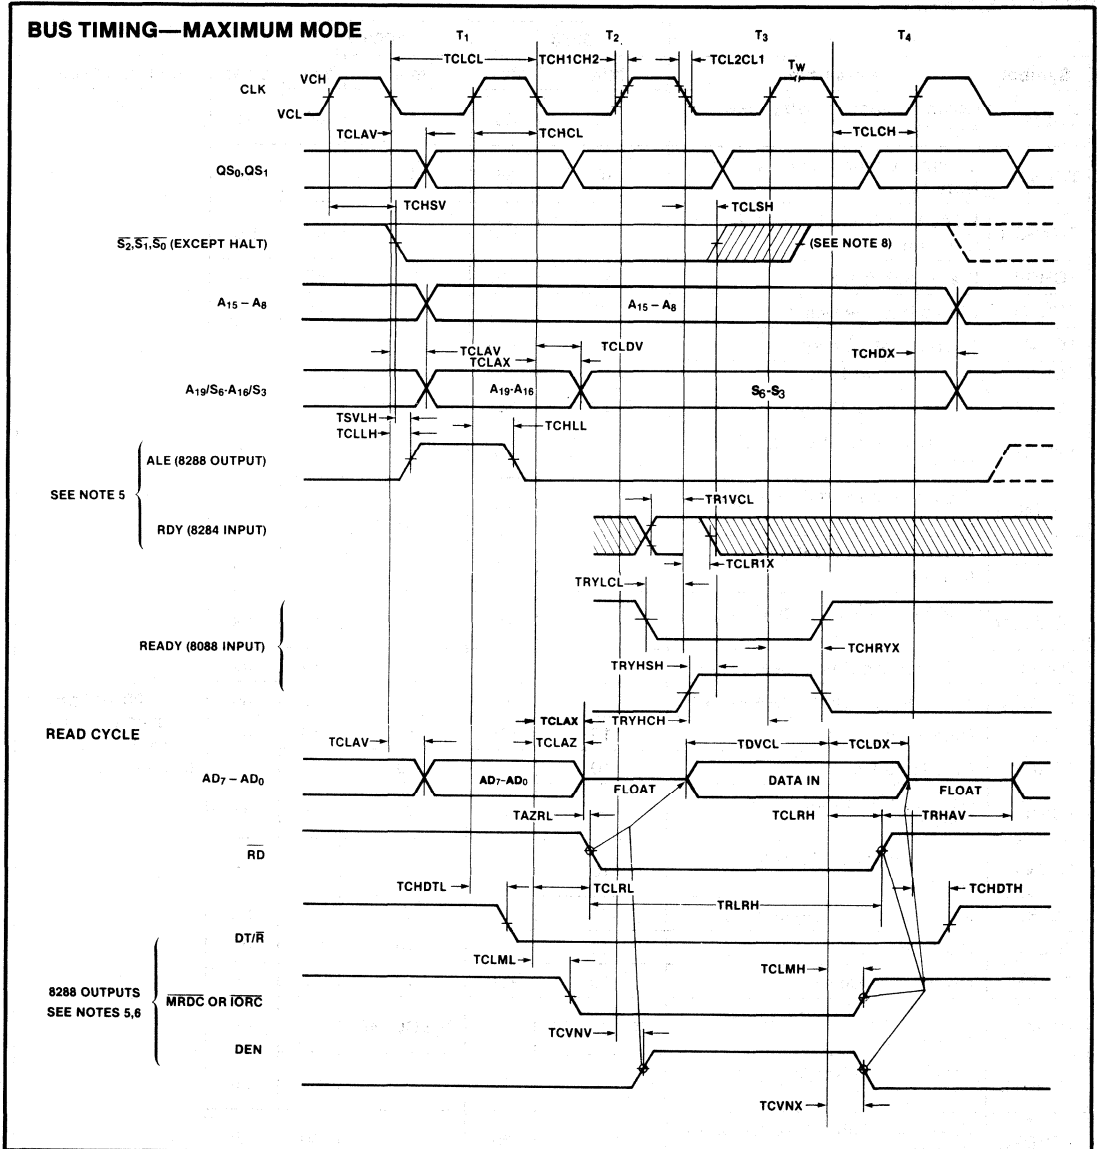 BUS TIMING—MAXIMUM MODE
T1 T2 T3 T4
TCLCL TCH1CH2 TCL2CL1 TW
VCH
CLK
VCL
TCLAV TCHCL TCLCH
QS0,QS1
TCHSV TCLSH
S2,S1,S0 (EXCEPT HALT) (SEE NOTE 8)
A15 – A8 A15 – A8
TCLAV TCLDV TCHDX
TCLAX
A19/S6-A16/S3 A19-A16 S6-S3
TSVLH
TCLLH TCHLL
ALE (8288 OUTPUT)
SEE NOTE 5
TR1VCL
RDY (8284 INPUT)
TCLR1X
TRYLCL
READY (8088 INPUT) TCHRYX
TRYHSH
TCLAX TRYHCH
READ CYCLE
TCLAV TCLAZ TDVCL TCLDX
AD7 – AD0 AD7–AD0 FLOAT DATA IN FLOAT
TAZRL TCLRH TRHAV
RD
TCHDTL TCLRL TRLRH TCHDTH
DT/R
TCLML TCLMH
8288 OUTPUTS
SEE NOTES 5,6
MRDC OR IORC
TCVNV
DEN
TCVNX